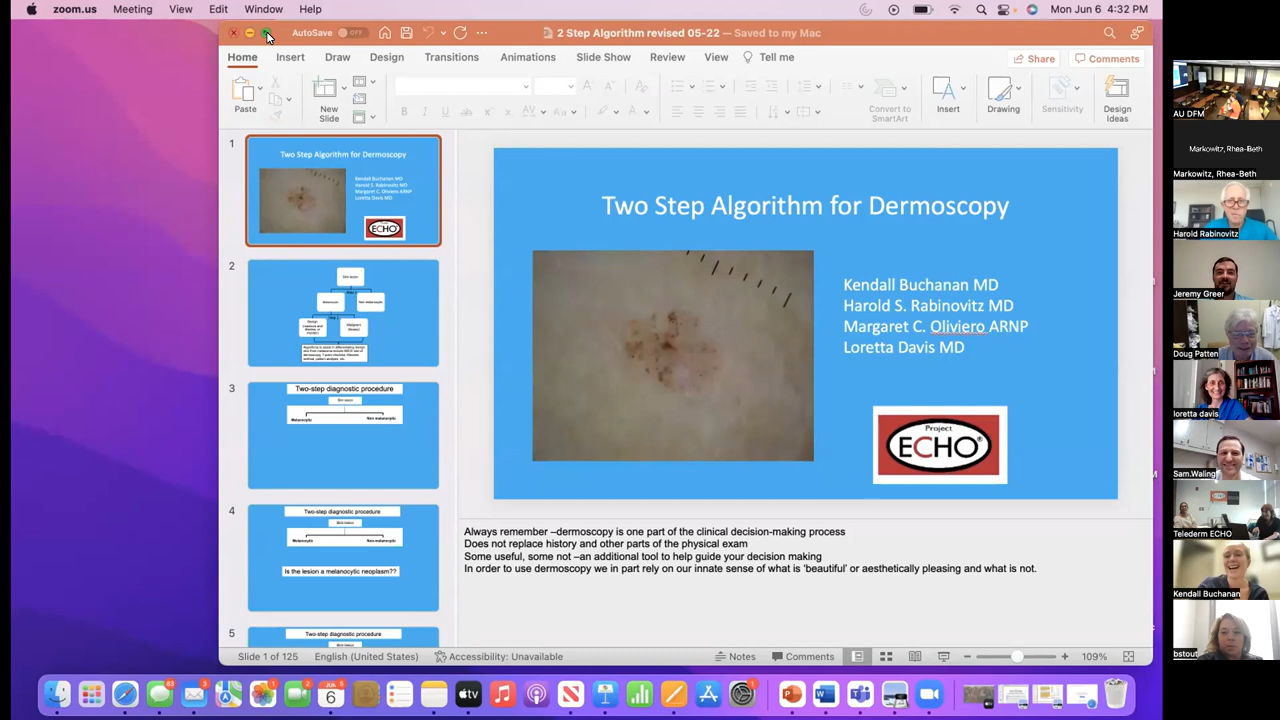 zoom.us Meeting View Edit Window Help
Mon Jun 6 4:32 PM
AutoSave OFF
2 Step Algorithm revised 05-22 — Saved to my Mac
Home Insert Draw Design Transitions Animations Slide Show Review View Tell me
Share Comments
Paste
New
Slide
Convert to
SmartArt
Insert
Drawing
Sensitivity
Design
Ideas
1
Two Step Algorithm for Dermoscopy
Kendall Buchanan MD
Harold S. Rabinovitz MD
Margaret C. Oliviero ARNP
Loretta Davis MD
ECHO
2
3
Two-step diagnostic procedure
Melanocytic
Non melanocytic
4
Two-step diagnostic procedure
Melanocytic
Non-melanocytic
Is the lesion a melanocytic neoplasm??
5
Two-step diagnostic procedure
Two Step Algorithm for Dermoscopy
Kendall Buchanan MD
Harold S. Rabinovitz MD
Margaret C. Oliviero ARNP
Loretta Davis MD
Project
ECHO®
Always remember –dermoscopy is one part of the clinical decision-making process
Does not replace history and other parts of the physical exam
Some useful, some not –an additional tool to help guide your decision making
In order to use dermoscopy we in part rely on our innate sense of what is 'beautiful' or aesthetically pleasing and what is not.
Slide 1 of 125 English (United States) Accessibility: Unavailable
Notes Comments 109%
AU DFM
Markowitz, Rhea-Beth
Markowitz, Rhea-Beth
Harold Rabinovitz
Jeremy Greer
Doug Patten
loretta davis
Sam.Waling
Telederm ECHO
Kendall Buchanan
bstout